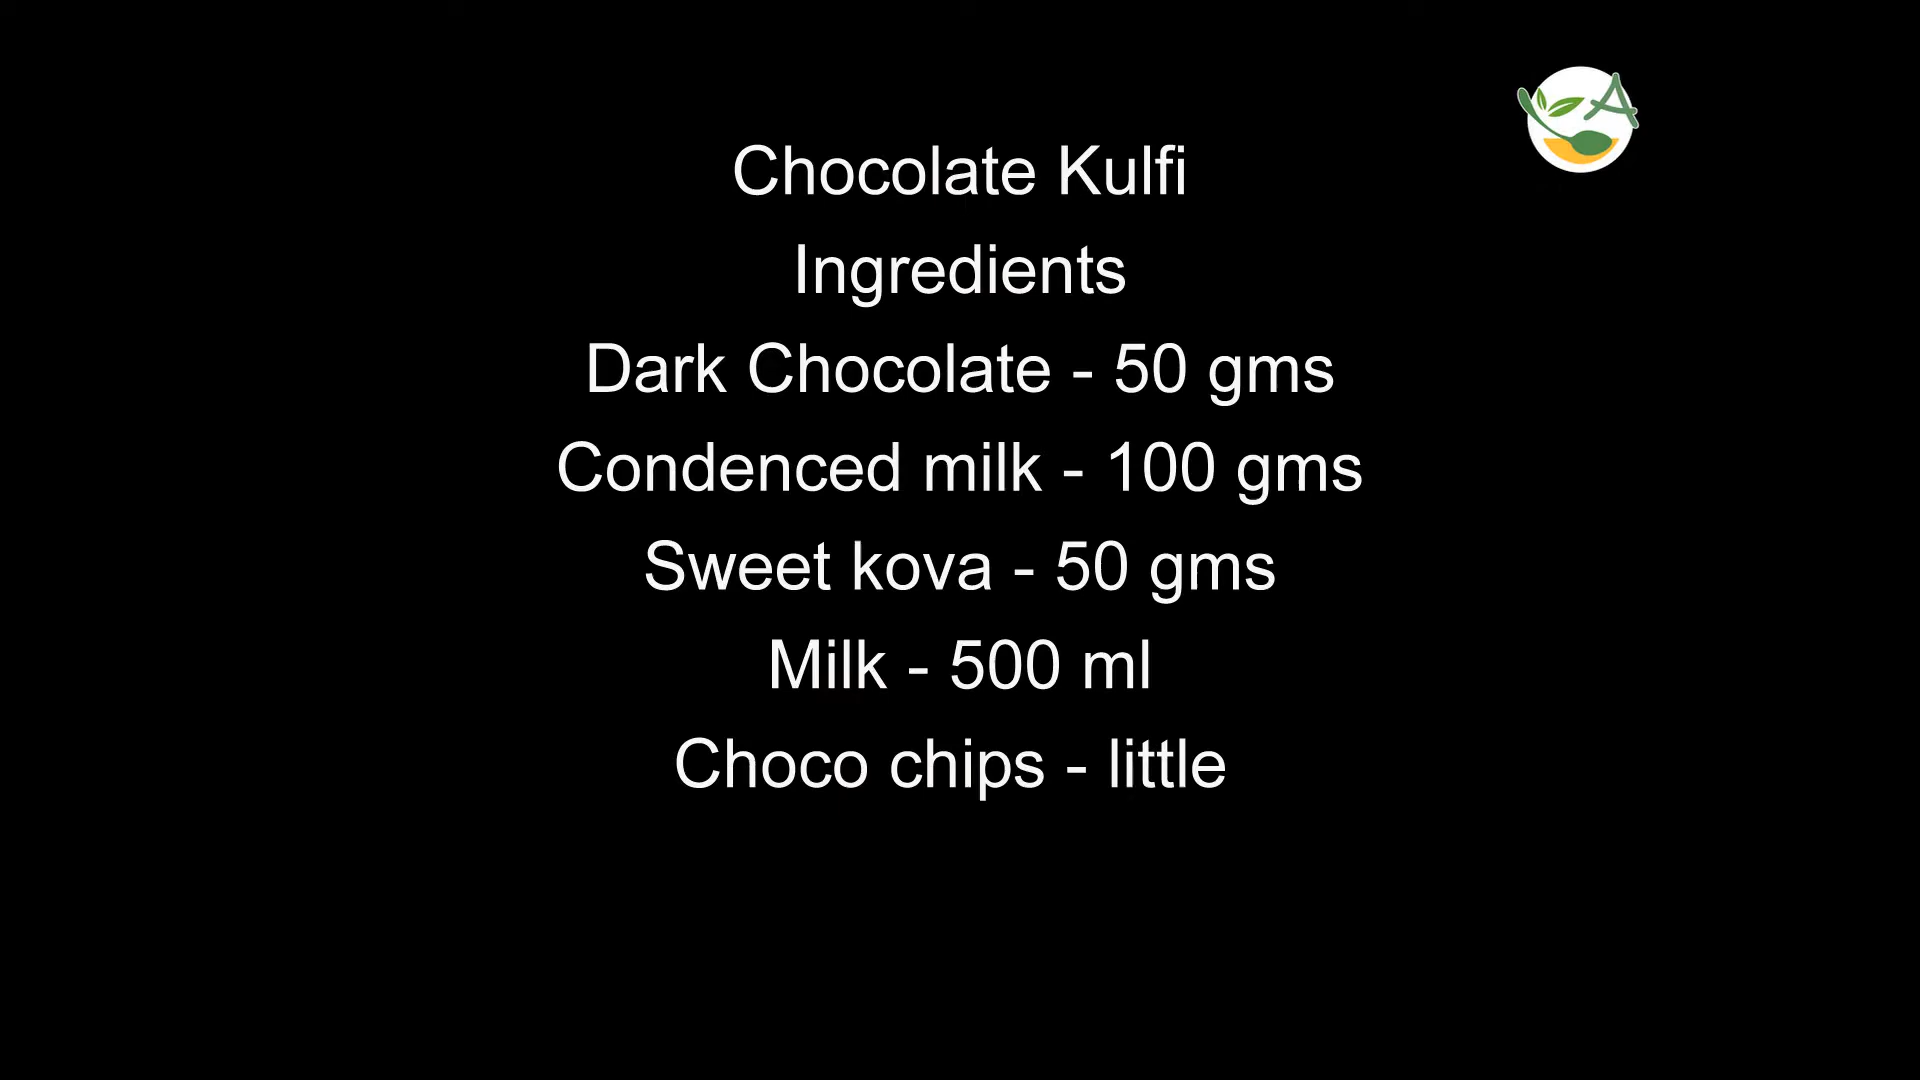 Chocolate Kulfi
Ingredients
Dark Chocolate - 50 gms
Condenced milk - 100 gms
Sweet kova - 50 gms
Milk - 500 ml
Choco chips - little
A